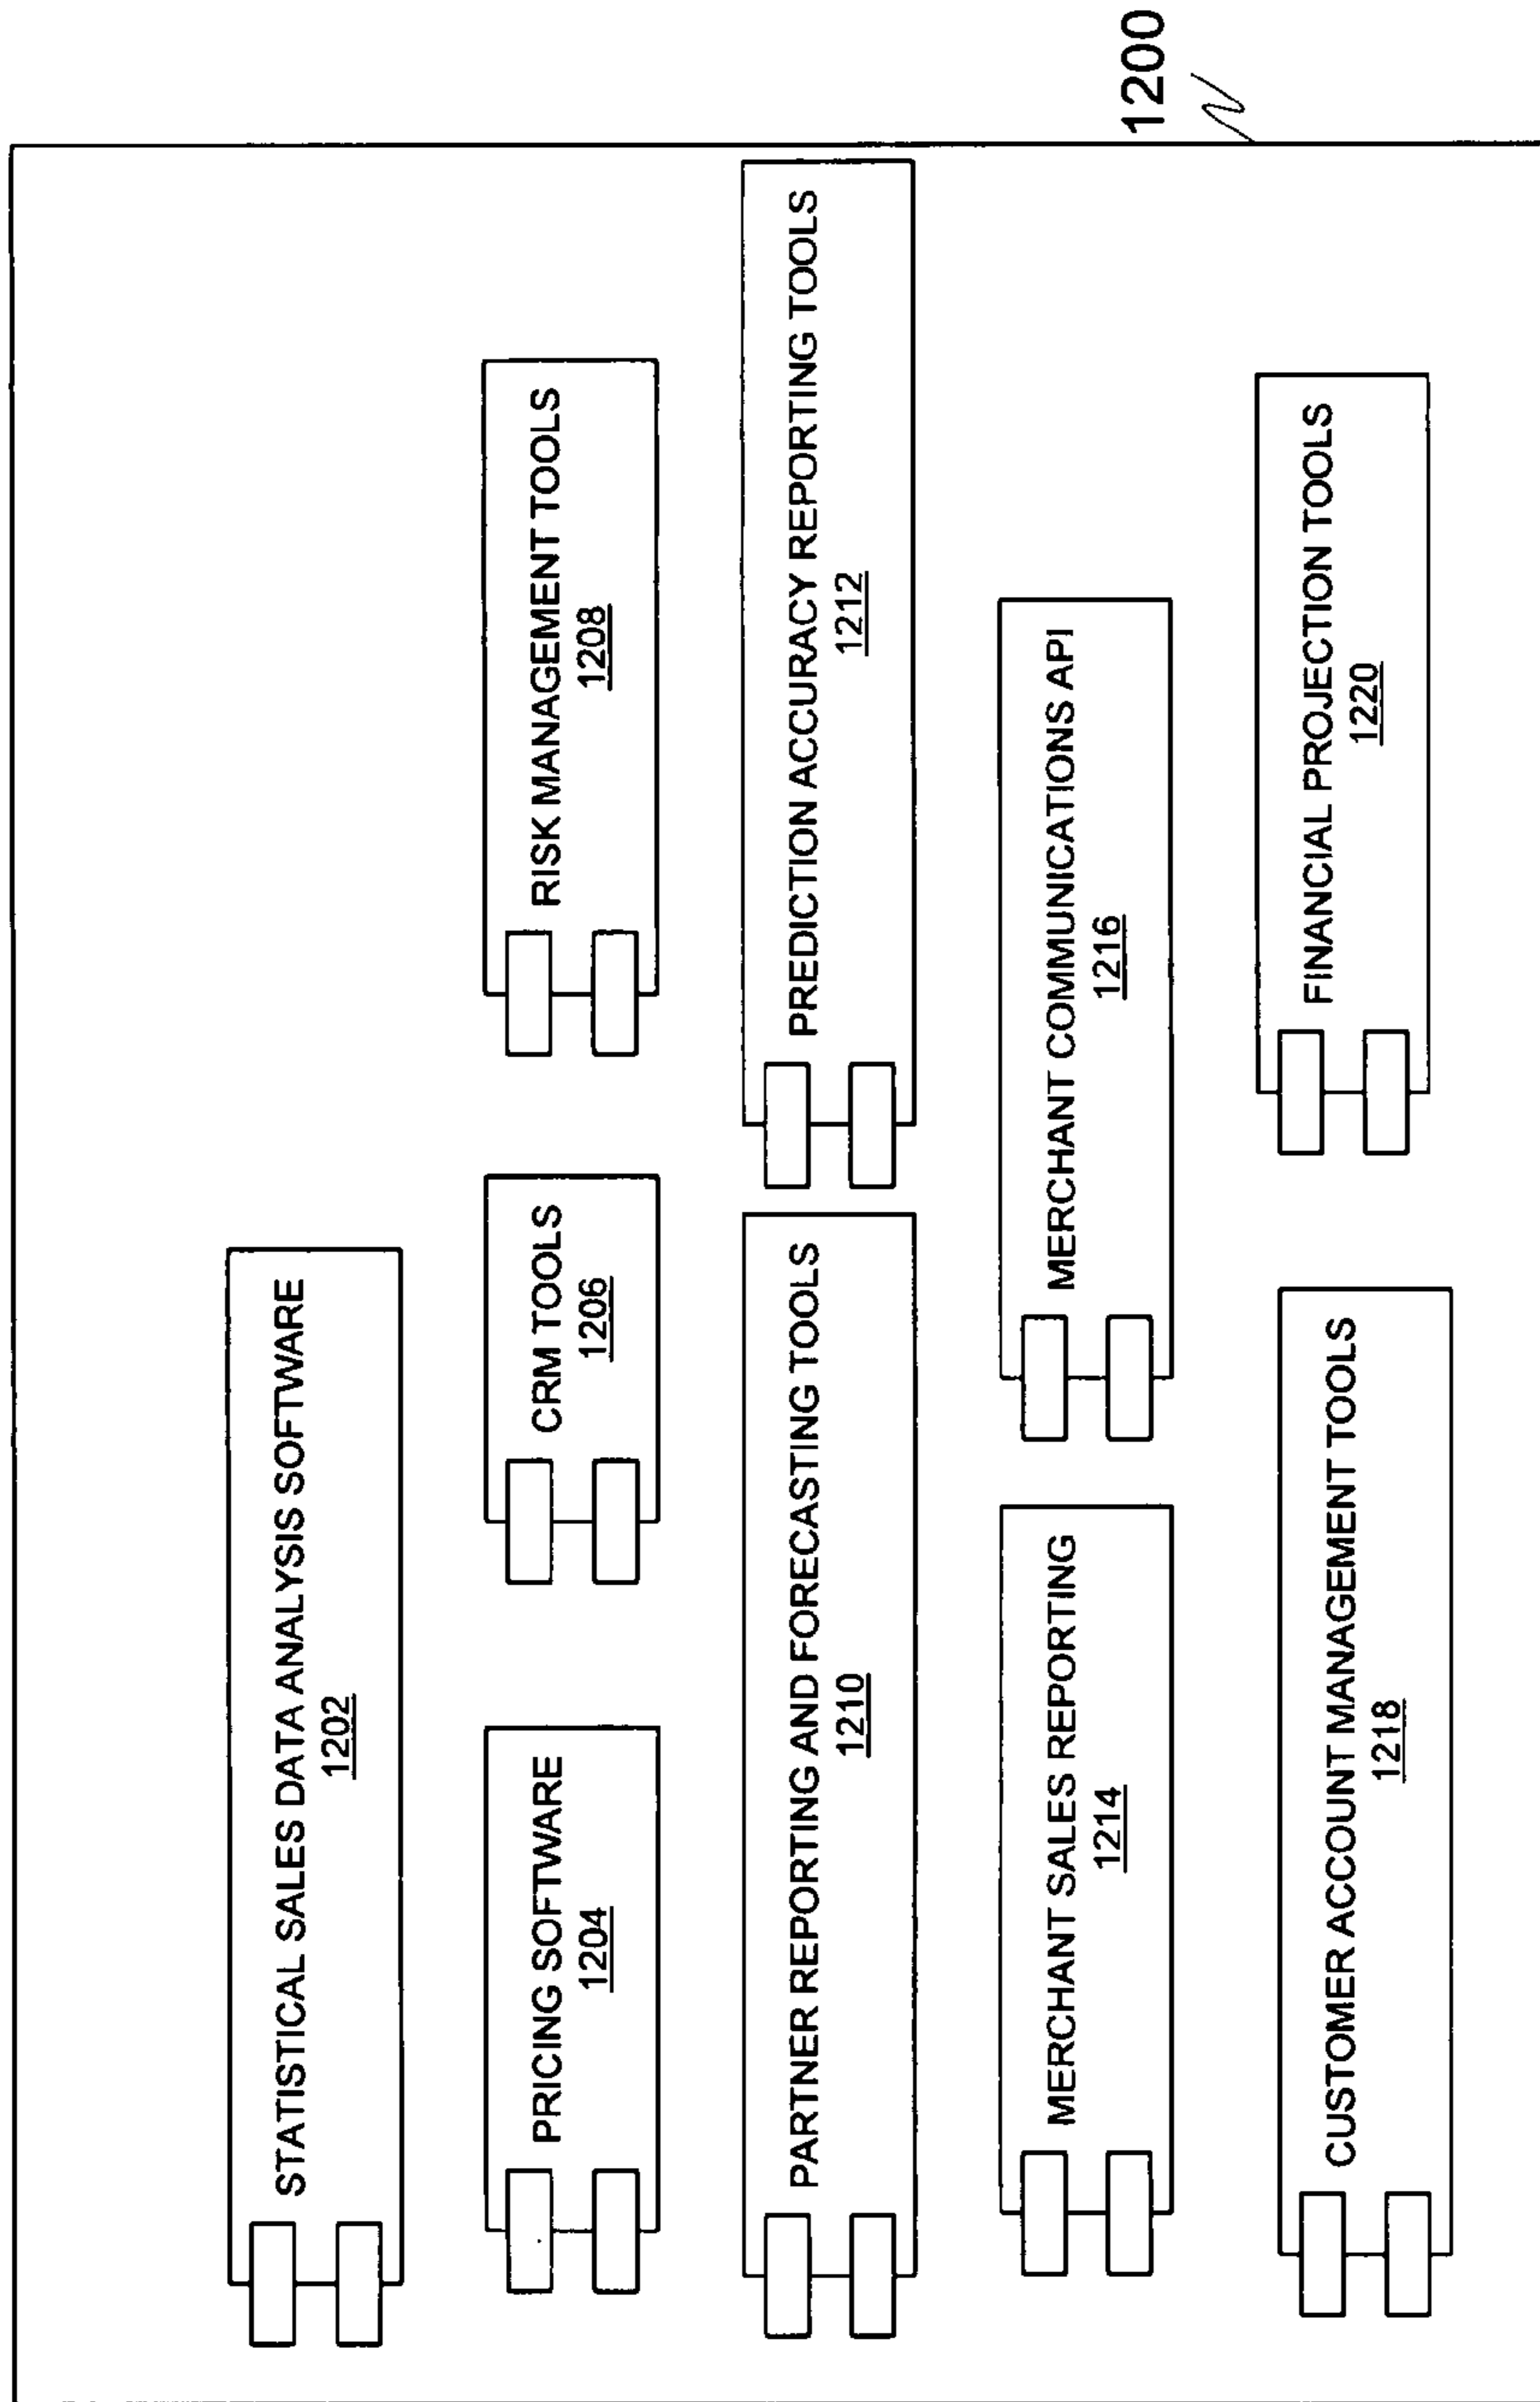 1200
STATISTICAL SALES DATA ANALYSIS SOFTWARE
1202
PRICING SOFTWARE
1204
CRM TOOLS
1206
RISK MANAGEMENT TOOLS
1208
PARTNER REPORTING AND FORECASTING TOOLS
1210
PREDICTION ACCURACY REPORTING TOOLS
1212
MERCHANT SALES REPORTING
1214
MERCHANT COMMUNICATIONS API
1216
CUSTOMER ACCOUNT MANAGEMENT TOOLS
1218
FINANCIAL PROJECTION TOOLS
1220